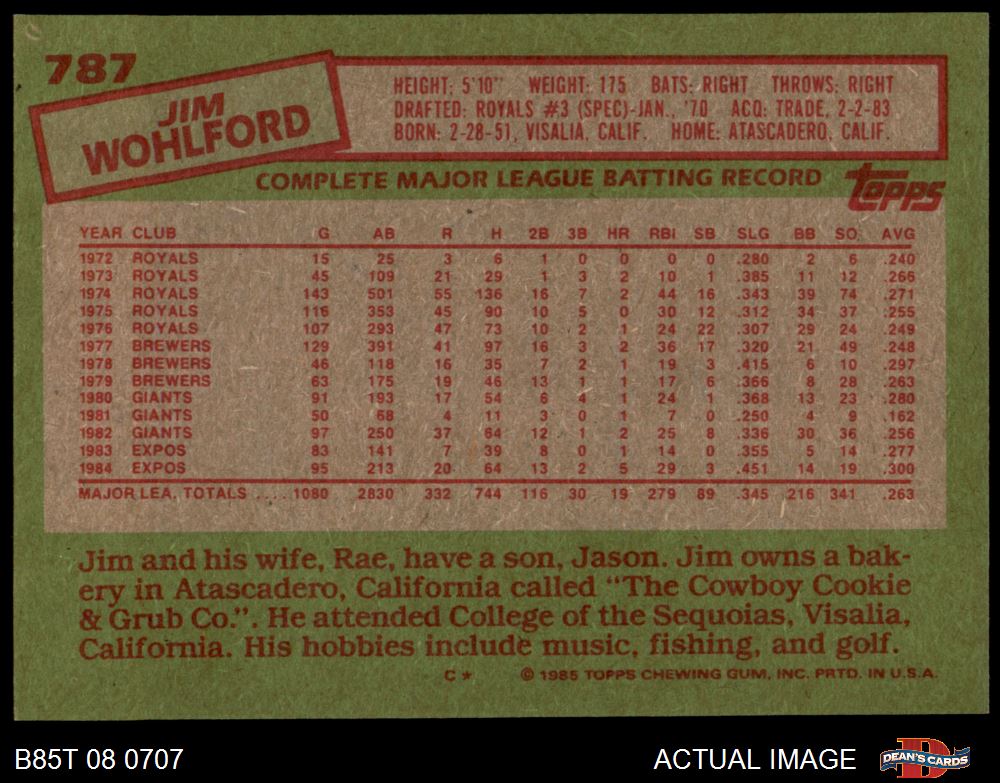 787
JIM
WOHLFORD
HEIGHT: 5'10" WEIGHT: 175 BATS: RIGHT THROWS: RIGHT
DRAFTED: ROYALS #3 (SPEC)-JAN., '70 ACQ: TRADE, 2-2-83
BORN: 2-28-51, VISALIA, CALIF. HOME: ATASCADERO, CALIF.
COMPLETE MAJOR LEAGUE BATTING RECORD
topps
YEAR CLUB G AB R H 2B 3B HR RBI SB SLG BB SO AVG
1972 ROYALS 15 25 3 6 1 0 0 0 0 .280 2 6 .240
1973 ROYALS 45 109 21 29 1 3 2 10 1 .385 11 12 .266
1974 ROYALS 143 501 55 136 16 7 2 44 16 .343 39 74 .271
1975 ROYALS 116 353 45 90 10 5 0 30 12 .312 34 37 .255
1976 ROYALS 107 293 47 73 10 2 1 24 22 .307 29 24 .249
1977 BREWERS 129 391 41 97 16 3 2 36 17 .320 21 49 .248
1978 BREWERS 46 118 16 35 7 2 1 19 3 .415 6 10 .297
1979 BREWERS 63 175 19 46 13 1 1 17 6 .366 8 28 .263
1980 GIANTS 91 193 17 54 6 4 1 24 1 .368 13 23 .280
1981 GIANTS 50 68 4 11 3 0 1 7 0 .250 4 9 .162
1982 GIANTS 97 250 37 64 12 1 2 25 8 .336 30 36 .256
1983 EXPOS 83 141 7 39 8 0 1 14 0 .355 5 14 .277
1984 EXPOS 95 213 20 64 13 2 5 29 3 .451 14 19 .300
MAJOR LEA. TOTALS .... 1080 2830 332 744 116 30 19 279 89 .345 216 341 .263
Jim and his wife, Rae, have a son, Jason. Jim owns a bak-
ery in Atascadero, California called "The Cowboy Cookie
& Grub Co.". He attended College of the Sequoias, Visalia,
California. His hobbies include music, fishing, and golf.
C* © 1985 TOPPS CHEWING GUM, INC. PRTD. IN U.S.A.
B85T 08 0707 ACTUAL IMAGE DEAN'S CARDS